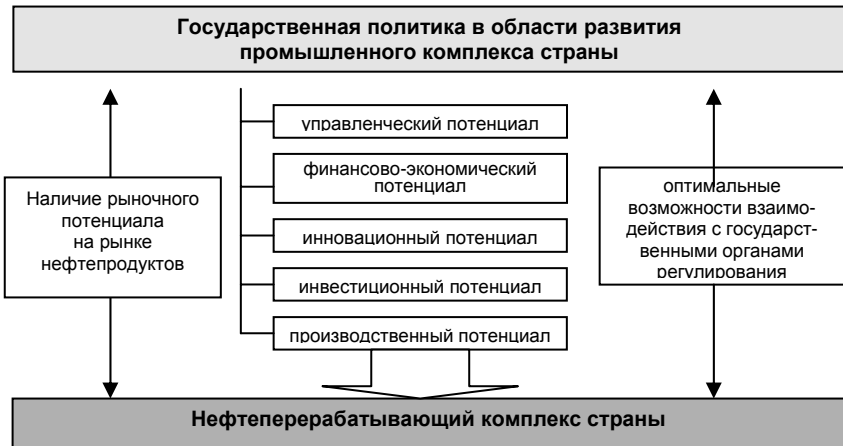 Государственная политика в области развития
промышленного комплекса страны
управленческий потенциал
финансово-экономический
потенциал
инновационный потенциал
инвестиционный потенциал
производственный потенциал
Наличие рыночного
потенциала
на рынке
нефтепродуктов
оптимальные
возможности взаимо-
действия с государст-
венными органами
регулирования
Нефтеперерабатывающий комплекс страны